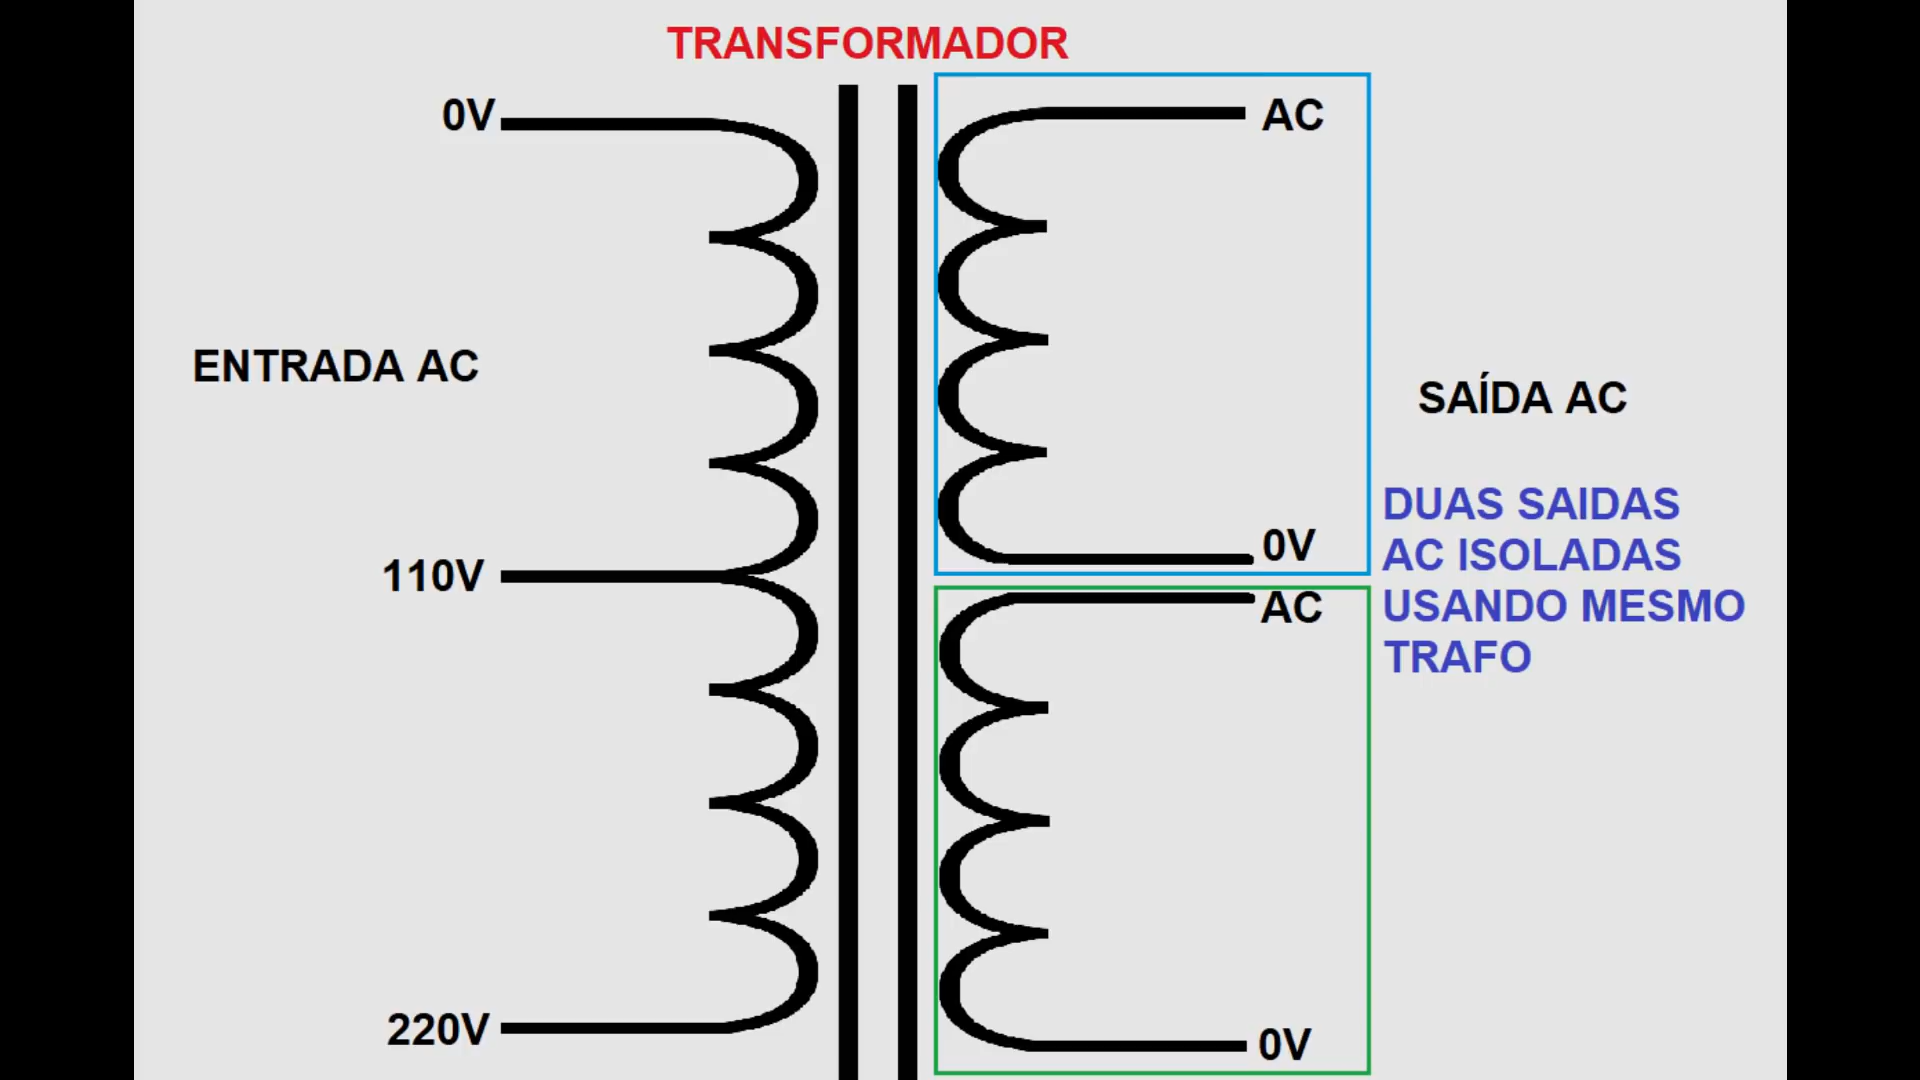 TRANSFORMADOR
0V
AC
ENTRADA AC
SAÍDA AC
DUAS SAIDAS
AC ISOLADAS
USANDO MESMO
TRAFO
0V
110V
AC
220V
0V